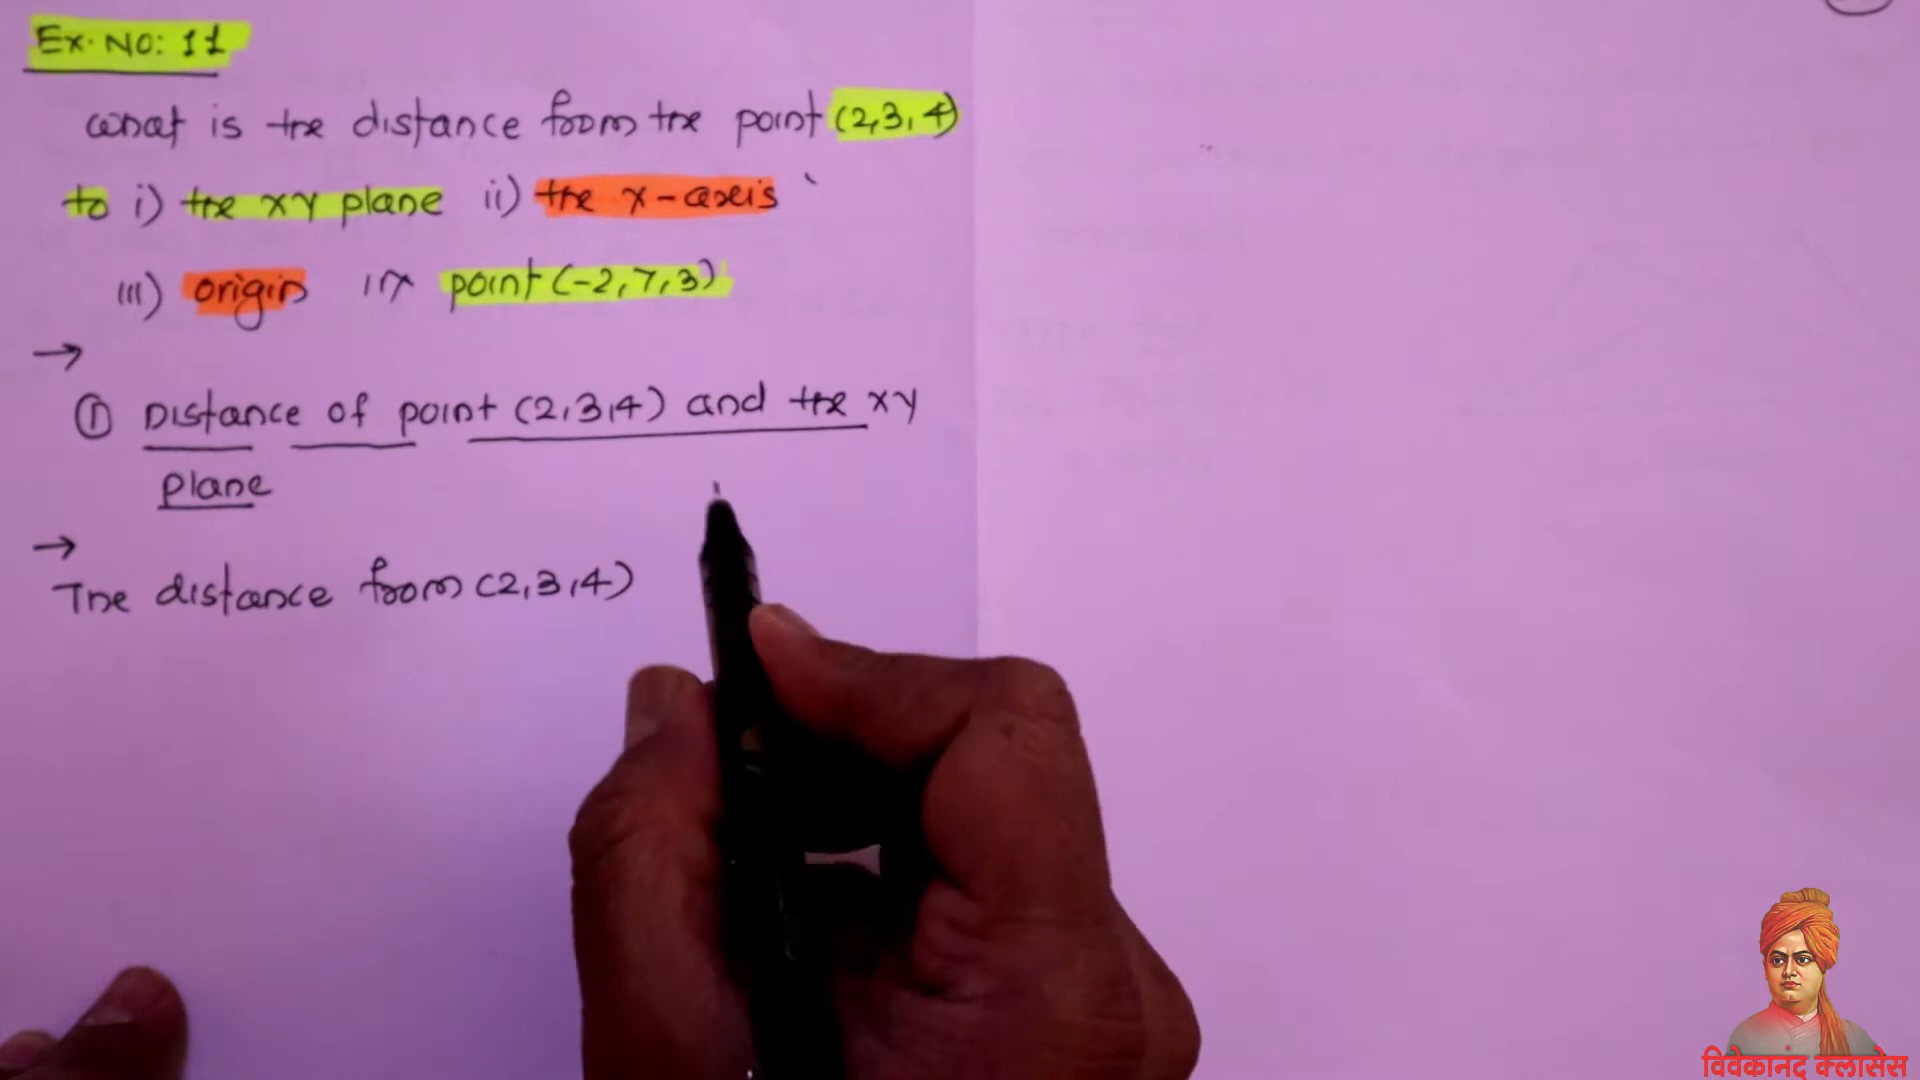 Ex. No: 11
What is the distance from the point (2,3,4)
to i) the xy plane ii) the x-axis
iii) origin iv) point (-2,7,3)
→
① Distance of point (2,3,4) and the xy
plane
→
The distance from (2,3,4)
विवेकानंद क्लासेस